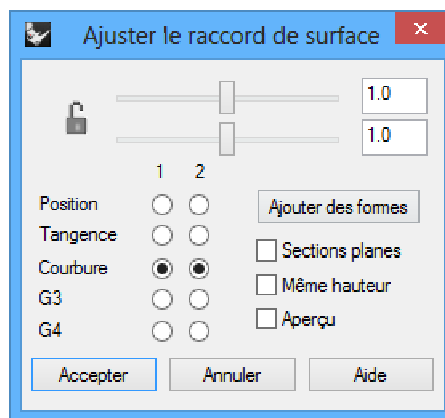 Ajuster le raccord de surface
1.0
1.0
1 2
Position
Tangence
Courbure
G3
G4
Ajouter des formes
Sections planes
Même hauteur
Aperçu
Accepter Annuler Aide